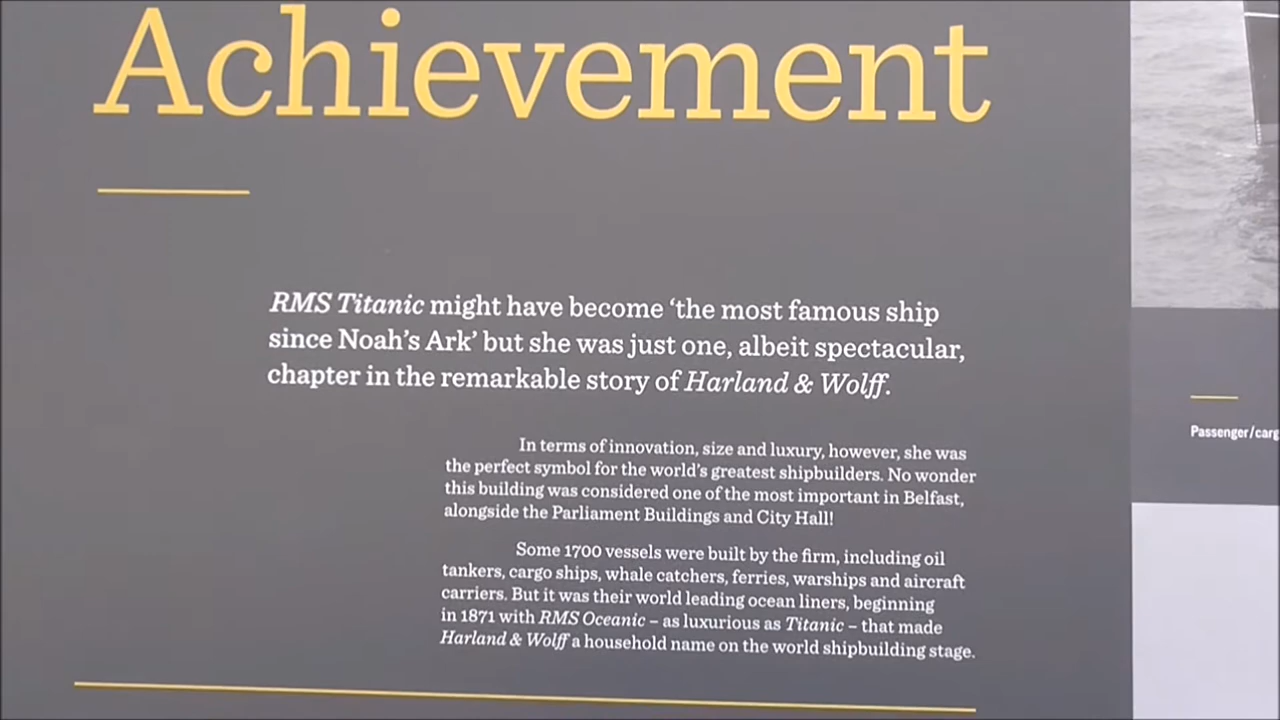 Achievement
RMS Titanic might have become ‘the most famous ship
since Noah’s Ark’ but she was just one, albeit spectacular,
chapter in the remarkable story of Harland & Wolff.
In terms of innovation, size and luxury, however, she was
the perfect symbol for the world’s greatest shipbuilders. No wonder
this building was considered one of the most important in Belfast,
alongside the Parliament Buildings and City Hall!
Some 1700 vessels were built by the firm, including oil
tankers, cargo ships, whale catchers, ferries, warships and aircraft
carriers. But it was their world leading ocean liners, beginning
in 1871 with RMS Oceanic – as luxurious as Titanic – that made
Harland & Wolff a household name on the world shipbuilding stage.
Passenger/carg